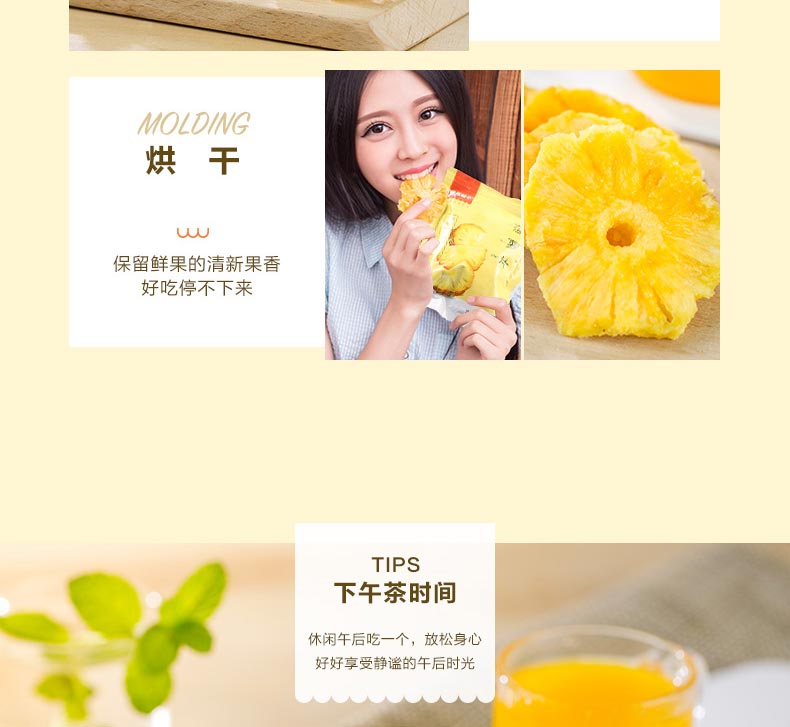 MOLDING
烘 干
保留鲜果的清新果香
好吃停不下来
TIPS
下午茶时间
休闲午后吃一个，放松身心
好好享受静谧的午后时光